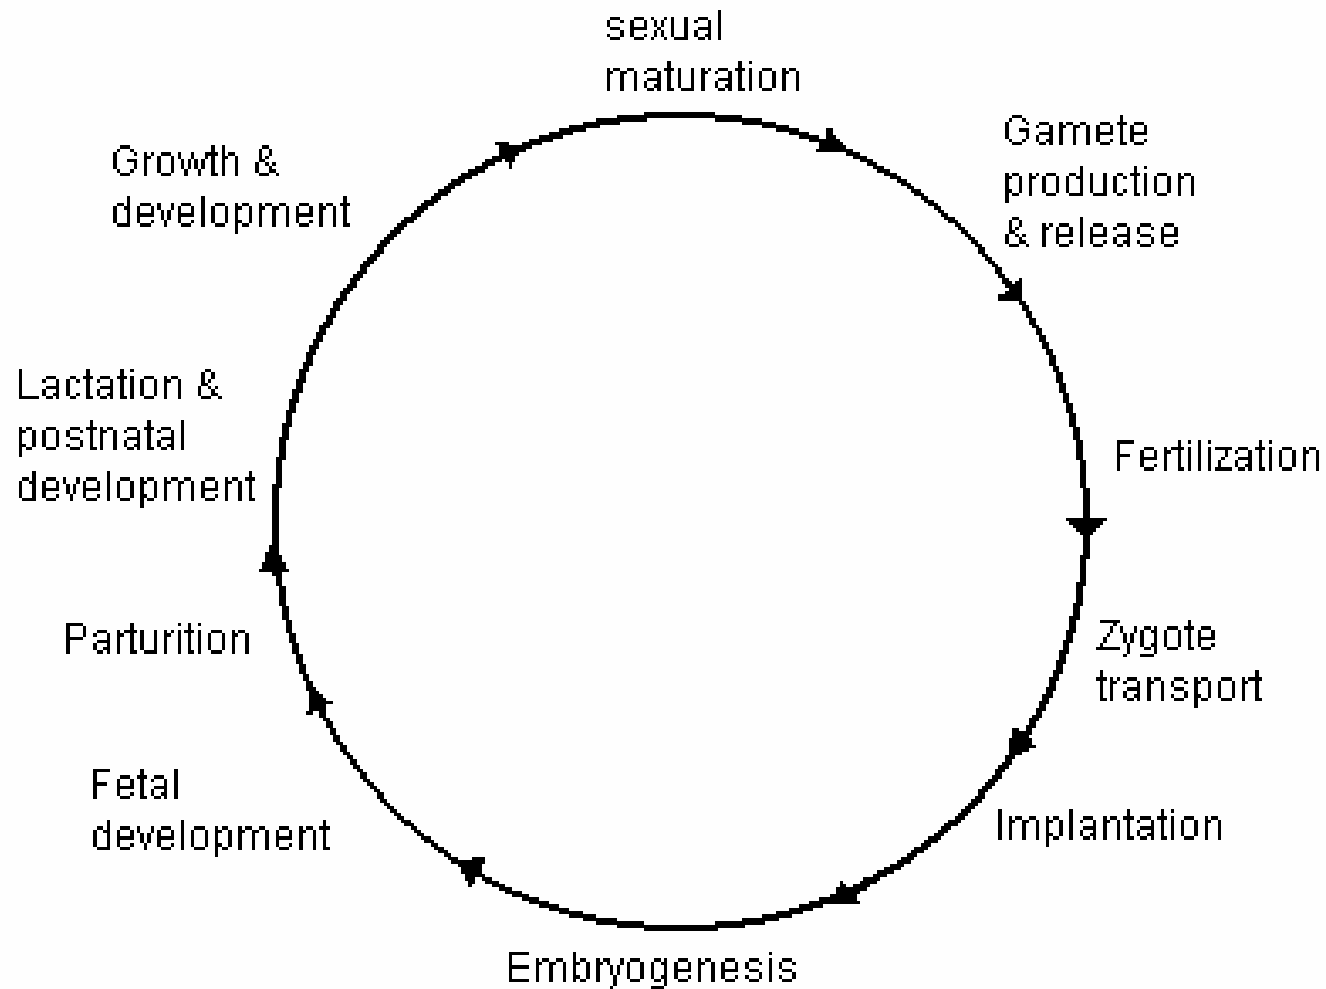 sexual
maturation
Gamete
production
& release
Fertilization
Zygote
transport
Implantation
Embryogenesis
Fetal
development
Parturition
Lactation &
postnatal
development
Growth &
development